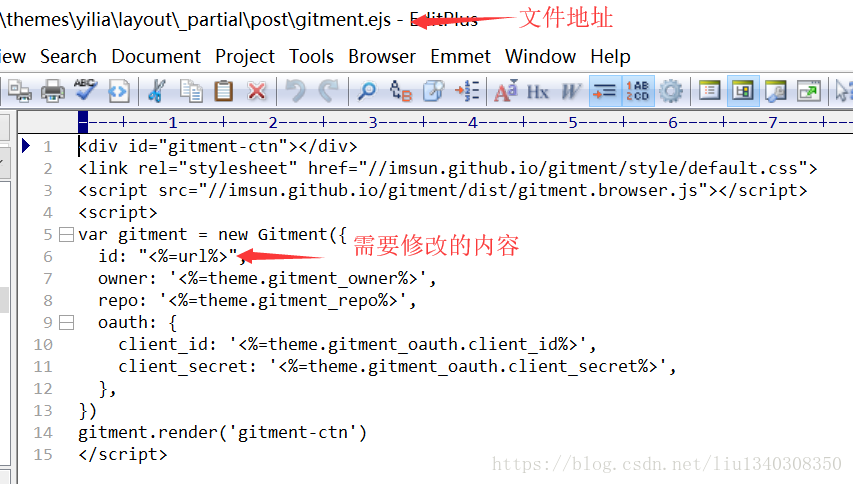 \themes\yilia\layout\_partial\post\gitment.ejs - EditPlus
文件地址
iew Search Document Project Tools Browser Emmet Window Help
ABC
A B
Hx W 1AB 2CD
----+----1----+----2----+----3----+----4----+----5----+----6----+----7----+--
1 <div id="gitment-ctn"></div>
2 <link rel="stylesheet" href="//imsun.github.io/gitment/style/default.css">
3 <script src="//imsun.github.io/gitment/dist/gitment.browser.js"></script>
4 <script>
5 var gitment = new Gitment({
需要修改的内容
6 id: "<%=url%>",
7 owner: '<%=theme.gitment_owner%>',
8 repo: '<%=theme.gitment_repo%>',
9 oauth: {
10 client_id: '<%=theme.gitment_oauth.client_id%>',
11 client_secret: '<%=theme.gitment_oauth.client_secret%>',
12 },
13 })
14 gitment.render('gitment-ctn')
15 </script>
https://blog.csdn.net/liu1340308350